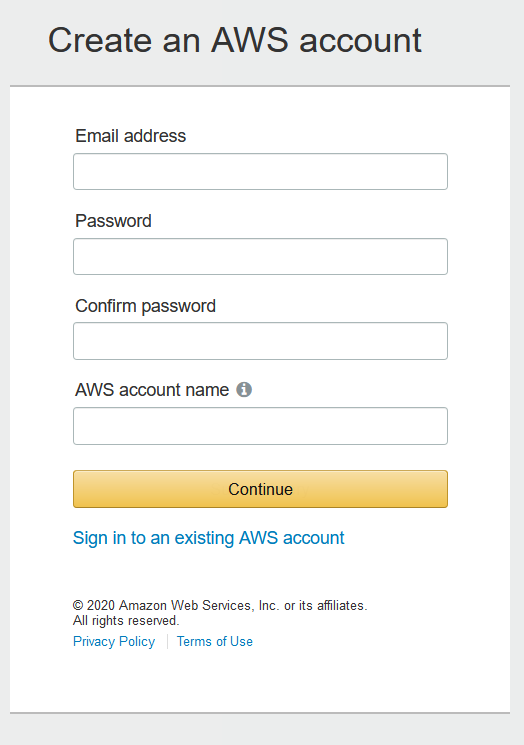 Create an AWS account
Email address
Password
Confirm password
AWS account name
Continue
Sign in to an existing AWS account
© 2020 Amazon Web Services, Inc. or its affiliates.
All rights reserved.
Privacy Policy | Terms of Use